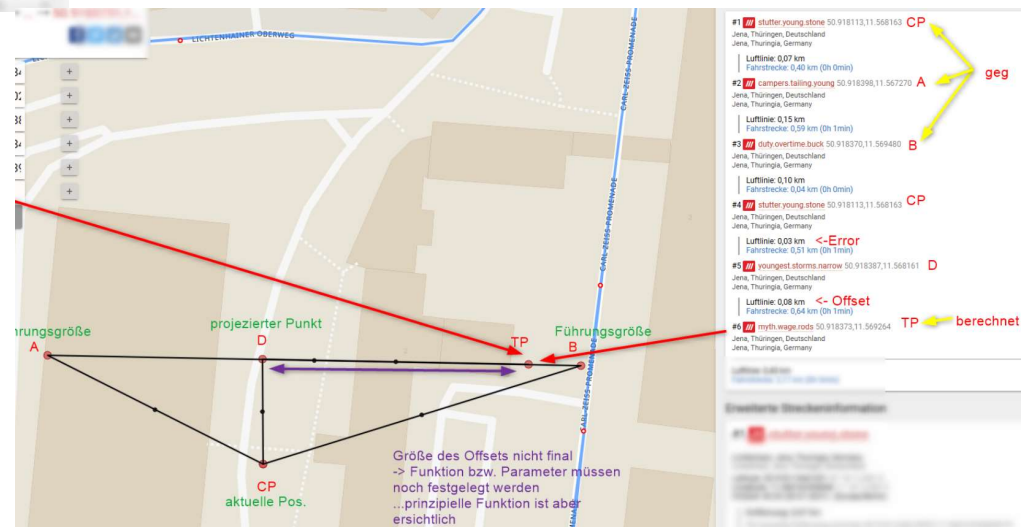 LICHTENHAINER OBERWEG
CARL-ZEISS-PROMENADE
CARL-ZEISS-PROMENADE
CARL-ZEISS-PROMENADE
+
+
+
+
+
+
projezierter Punkt
D
A
TP
Führungsgröße
B
CP
aktuelle Pos.
Größe des Offsets nicht final
-> Funktion bzw. Parameter müssen
noch festgelegt werden
...prinzipielle Funktion ist aber
ersichtlich
#1 stutter.young.stone 50.918113,11.568163 CP
Jena, Thüringen, Deutschland
Jena, Thuringia, Germany
Luftlinie: 0,07 km
Fahrstrecke: 0,40 km (0h 0min)
geg
#2 campers.tailing.young 50.918398,11.567270 A
Jena, Thüringen, Deutschland
Jena, Thuringia, Germany
Luftlinie: 0,15 km
Fahrstrecke: 0,59 km (0h 1min)
#3 duty.overtime.buck 50.918370,11.569480 B
Jena, Thüringen, Deutschland
Jena, Thuringia, Germany
Luftlinie: 0,10 km
Fahrstrecke: 0,04 km (0h 0min)
#4 stutter.young.stone 50.918113,11.568163 CP
Jena, Thüringen, Deutschland
Jena, Thuringia, Germany
Luftlinie: 0,03 km <-Error
Fahrstrecke: 0,51 km (0h 1min)
#5 youngest.storms.narrow 50.918387,11.568161 D
Jena, Thüringen, Deutschland
Jena, Thuringia, Germany
Luftlinie: 0,08 km <- Offset
Fahrstrecke: 0,64 km (0h 1min)
#6 myth.wage.rods 50.918373,11.569264 TP berechnet
Jena, Thüringen, Deutschland
Jena, Thuringia, Germany
Erweiterte Streckeninformation